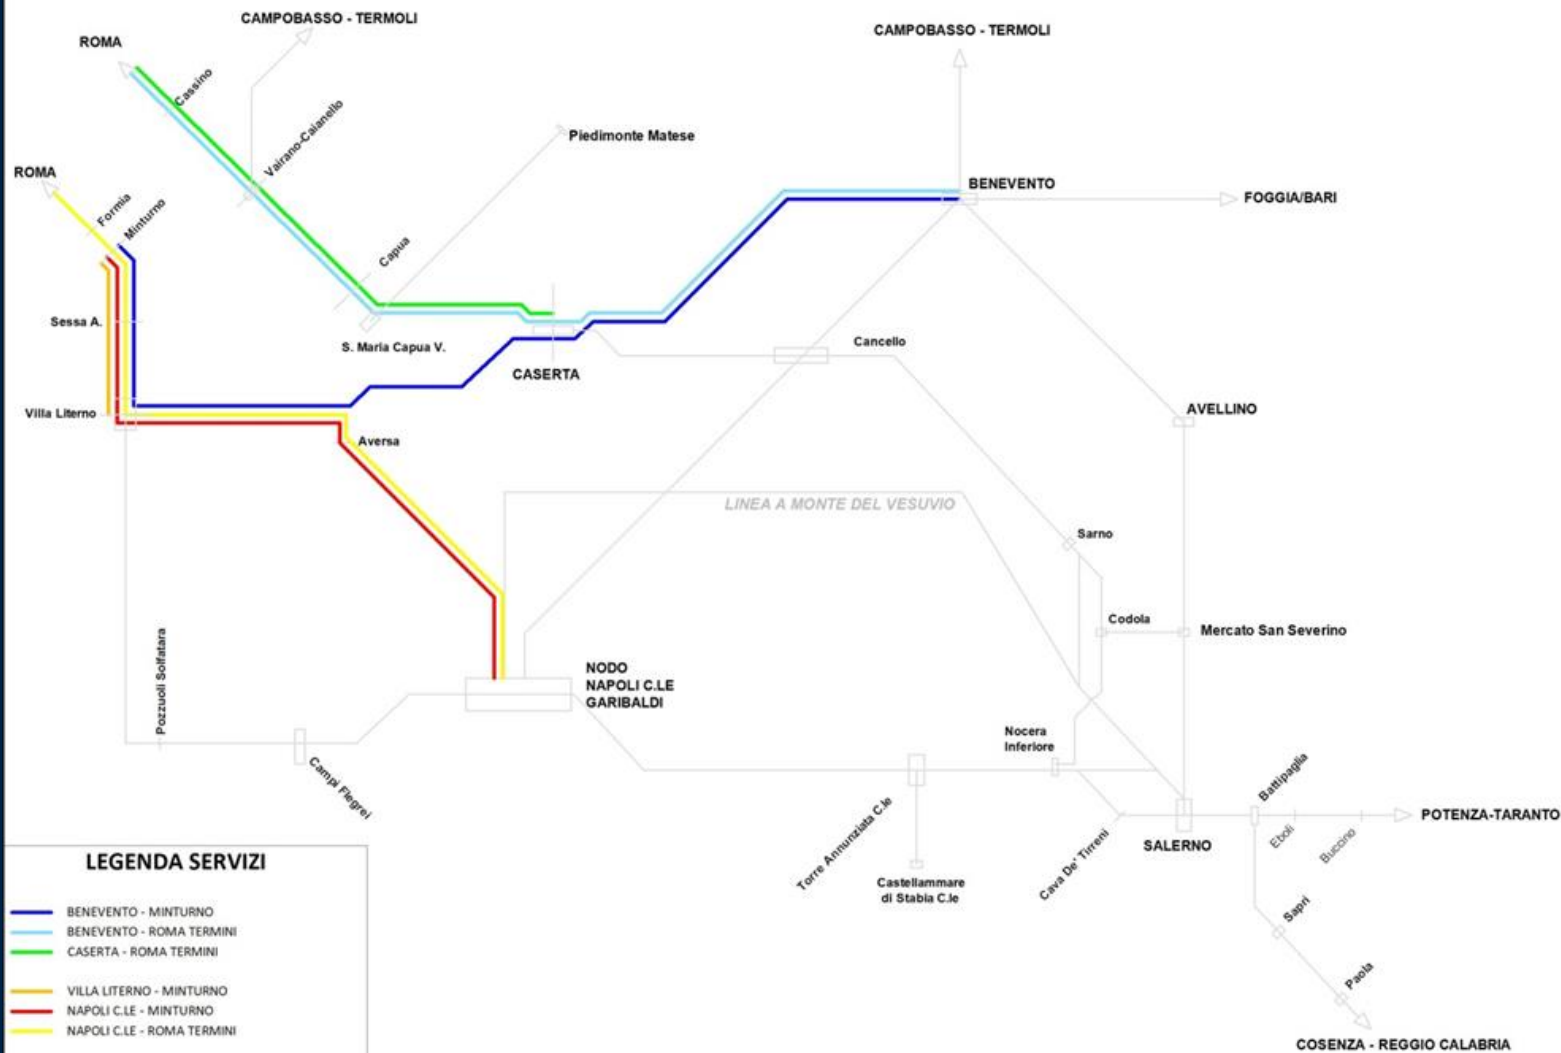 CAMPOBASSO - TERMOLI
CAMPOBASSO - TERMOLI
ROMA
Cassino
Vairano-Caianello
Piedimonte Matese
ROMA
Formia
Minturno
BENEVENTO
FOGGIA/BARI
Capua
Sessa A.
S. Maria Capua V.
Cancello
CASERTA
Villa Literno
AVELLINO
Aversa
LINEA A MONTE DEL VESUVIO
Sarno
Codola
Mercato San Severino
Pozzuoli Solfatara
NODO
NAPOLI C.LE
GARIBALDI
Nocera
Inferiore
Campi Flegrei
Battipaglia
Torre Annunziata C.le
POTENZA-TARANTO
Eboli
Buccino
Cava De' Tirreni
SALERNO
Castellammare
di Stabia C.le
Sapri
Paola
COSENZA - REGGIO CALABRIA
LEGENDA SERVIZI
BENEVENTO - MINTURNO
BENEVENTO - ROMA TERMINI
CASERTA - ROMA TERMINI
VILLA LITERNO - MINTURNO
NAPOLI C.LE - MINTURNO
NAPOLI C.LE - ROMA TERMINI